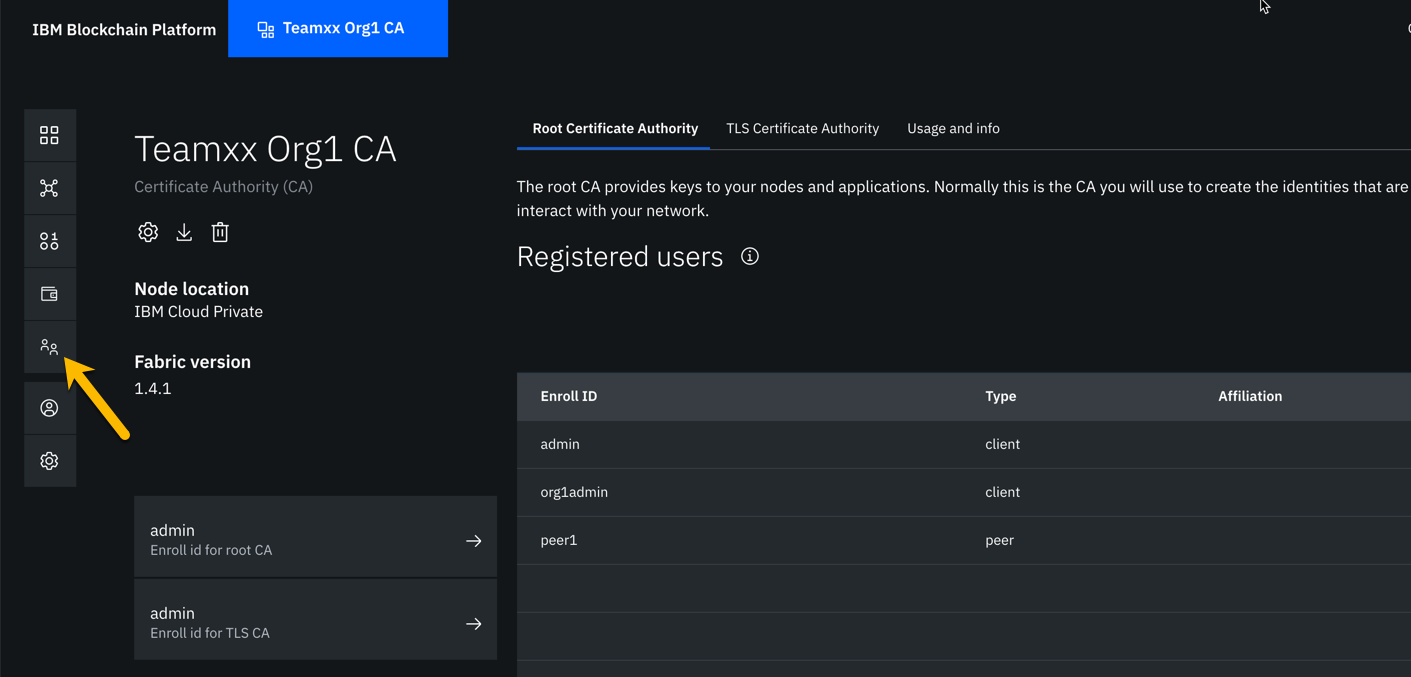 IBM Blockchain Platform
Teamxx Org1 CA
Teamxx Org1 CA
Certificate Authority (CA)
Node location
IBM Cloud Private
Fabric version
1.4.1
admin
Enroll id for root CA
admin
Enroll id for TLS CA
Root Certificate Authority
TLS Certificate Authority
Usage and info
The root CA provides keys to your nodes and applications. Normally this is the CA you will use to create the identities that are
interact with your network.
Registered users
Enroll ID Type Affiliation
admin client
org1admin client
peer1 peer